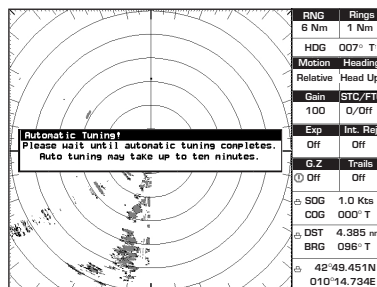 RNG Rings
6 Nm 1 Nm
HDG 007° T
Motion Heading
Relative Head Up
Gain STC/FT
100 0/Off
Exp Int. Rej
Off Off
G.Z Trails
Off Off
SOG 1.0 Kts
COG 000° T
DST 4.385 nm
BRG 096° T
42°49.451N
010°14.734E
Automatic Tuning!
Please wait until automatic tuning completes.
Auto tuning may take up to ten minutes.